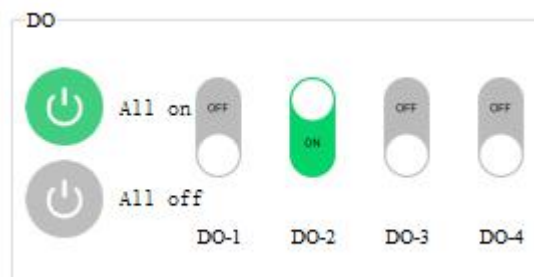 DO
All on
OFF
OFF
OFF
ON
All off
DO-1
DO-2
DO-3
DO-4